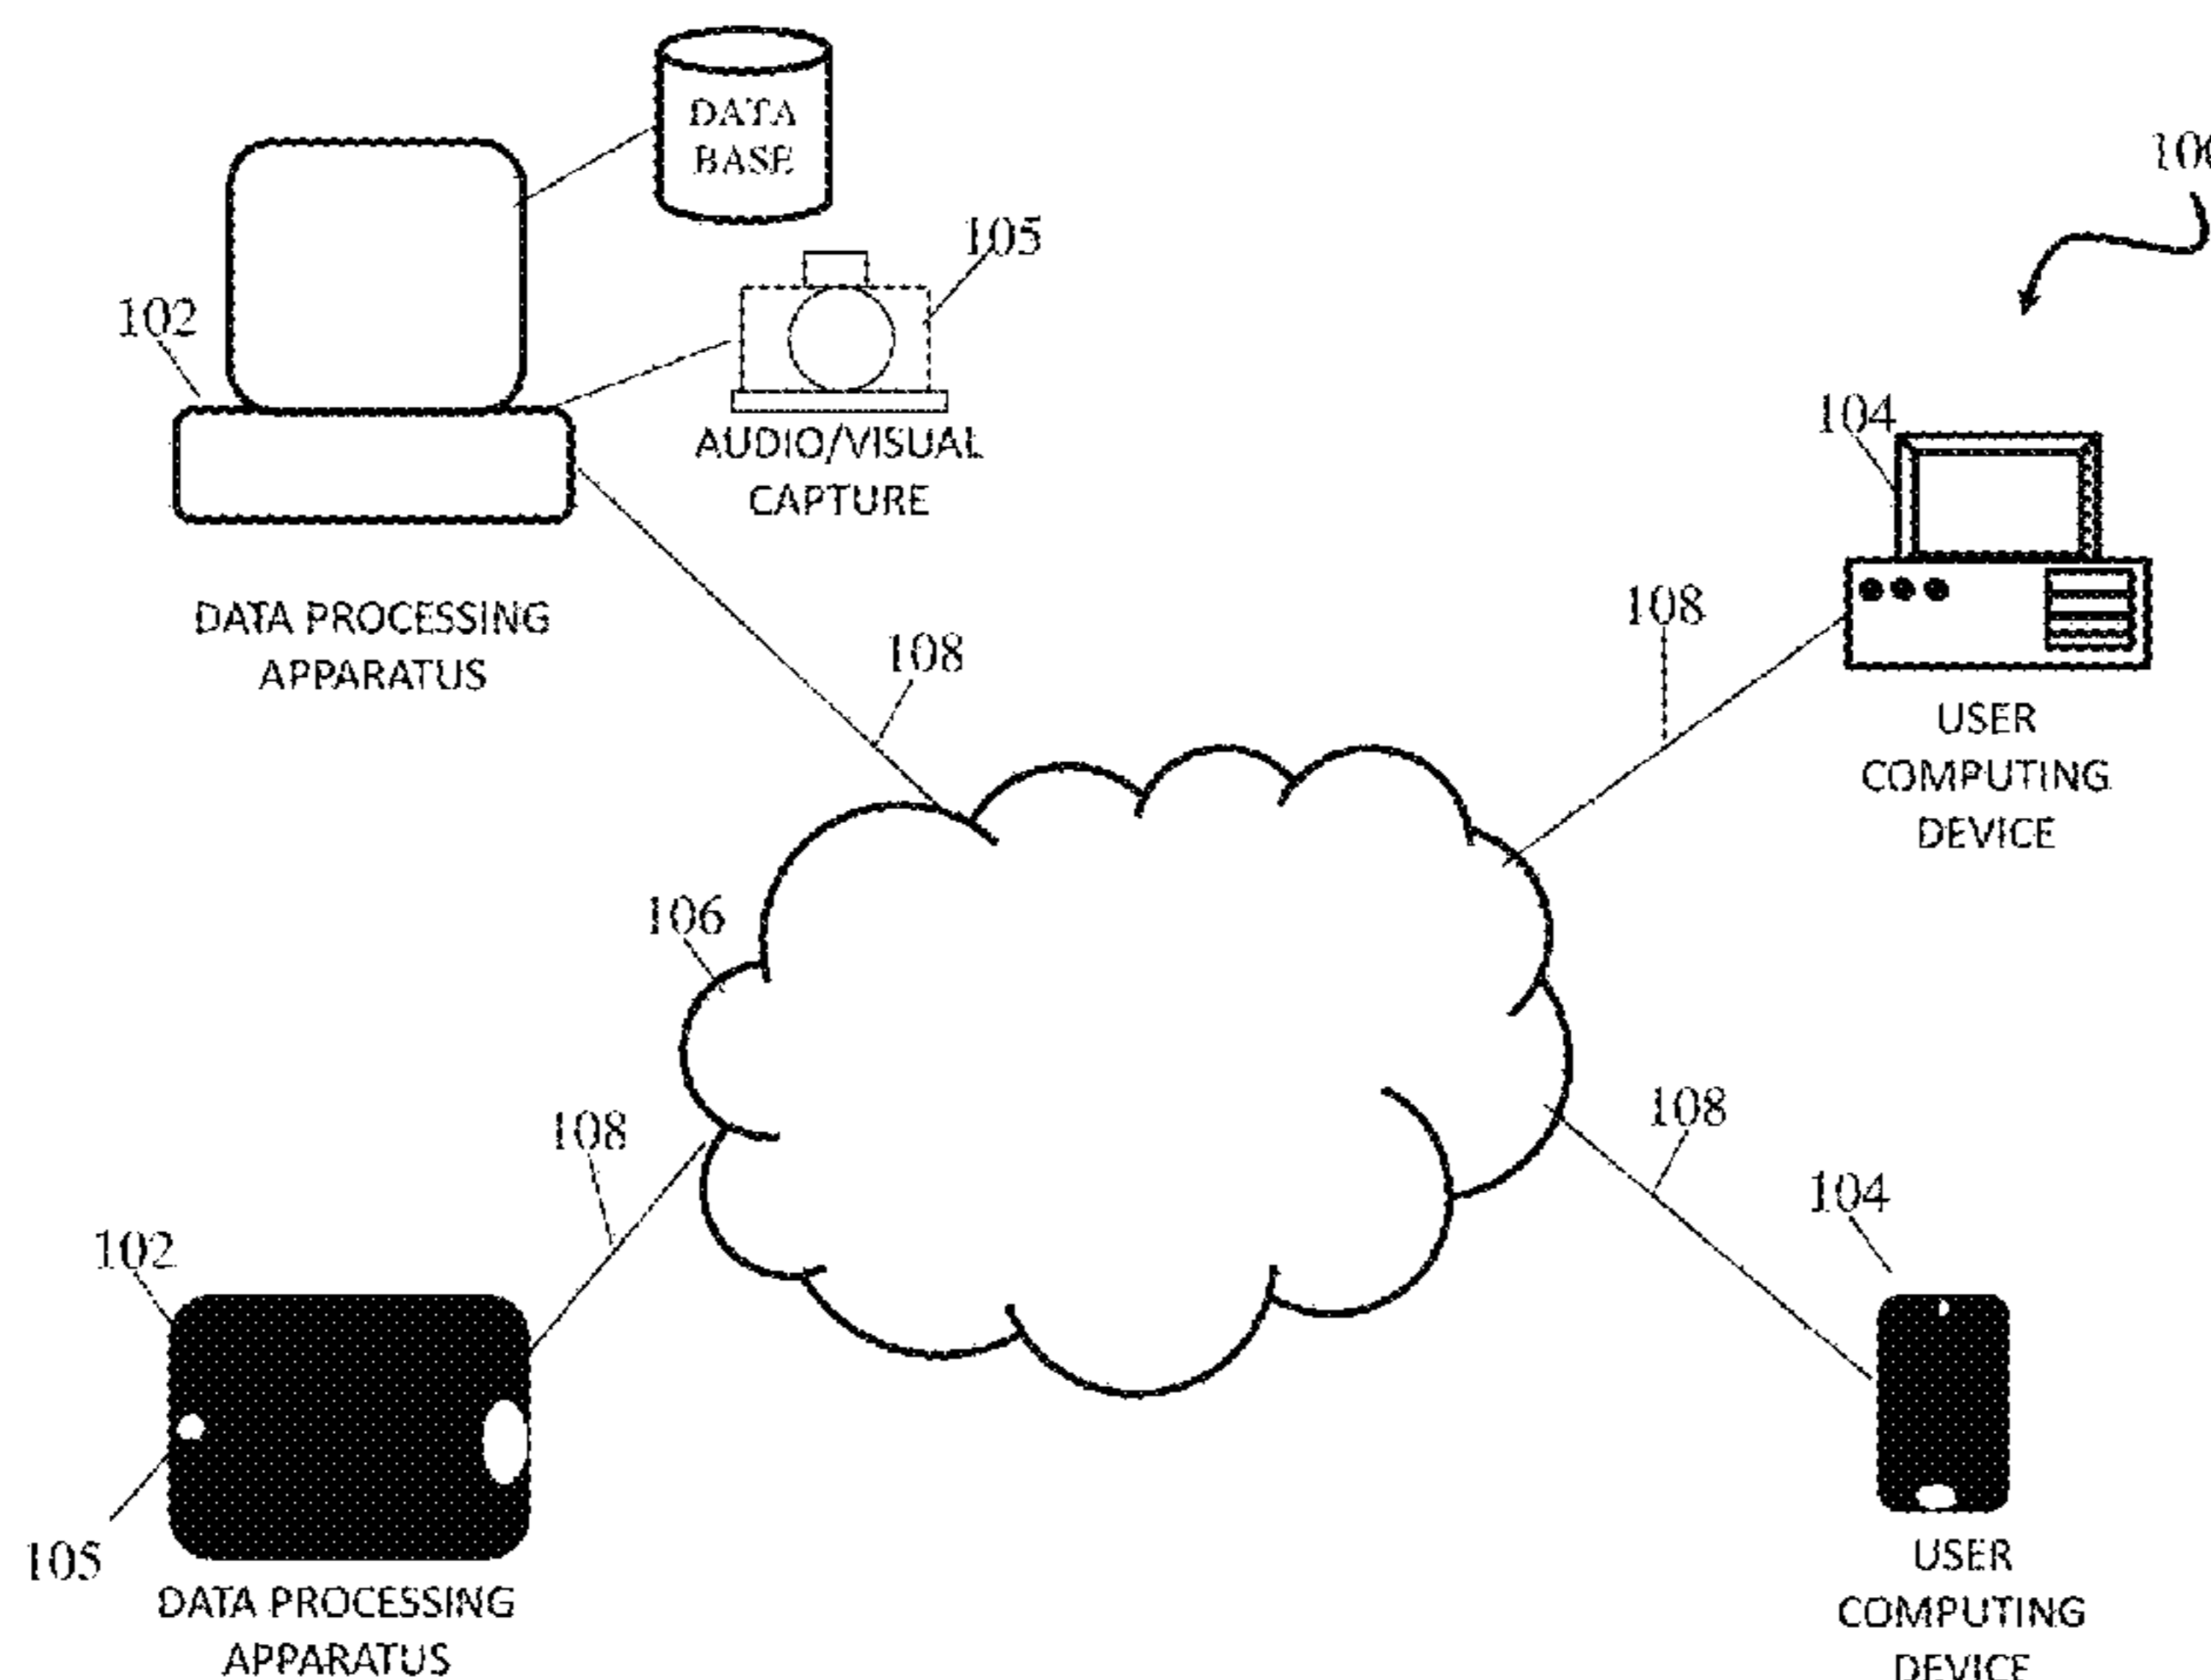 DATA
BASE
105
102
AUDIO/VISUAL
CAPTURE
104
DATA PROCESSING
APPARATUS
108
108
USER
COMPUTING
DEVICE
106
108
108
104
102
105
DATA PROCESSING
APPARATUS
USER
COMPUTING
DEVICE